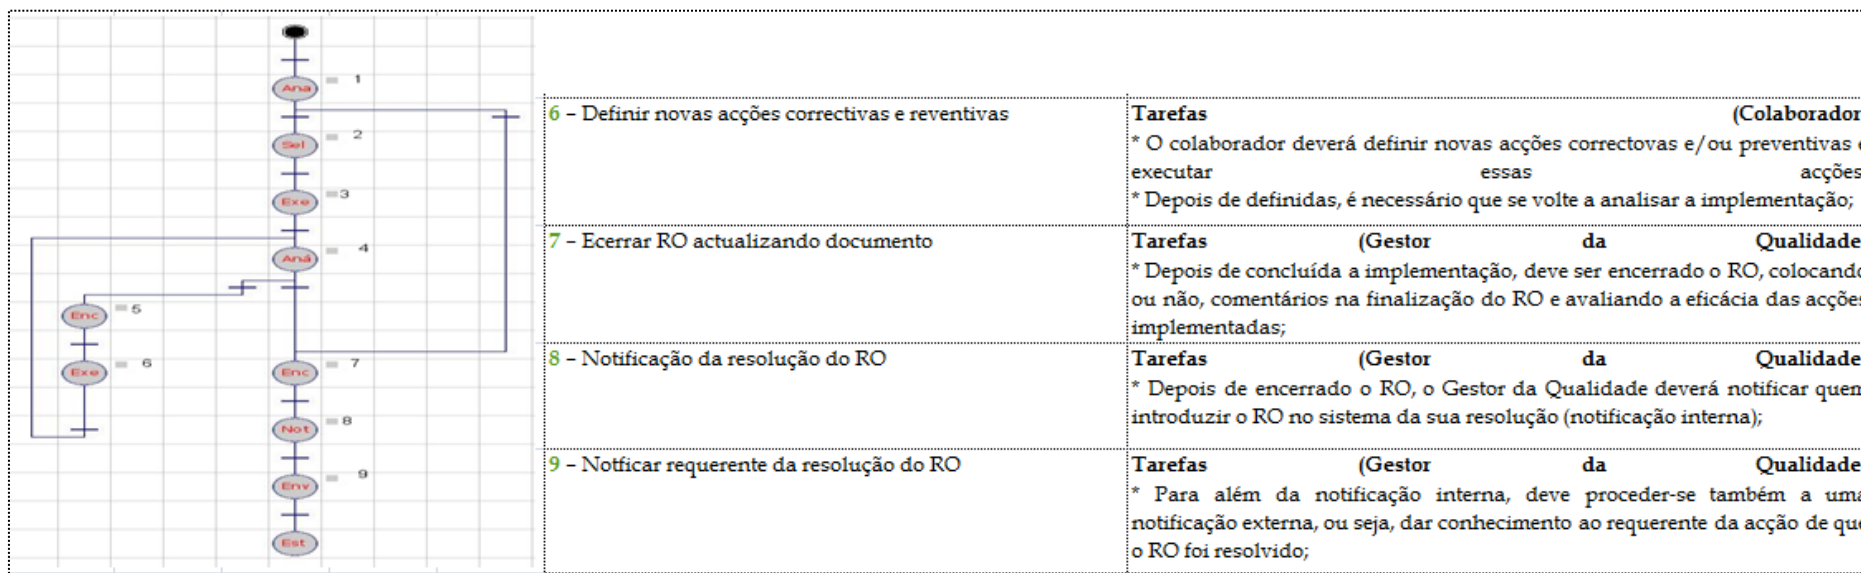 Ana
1
Sel
2
Exe
3
Aná
4
Enc
5
Exe
6
Enc
7
Not
8
Env
9
Est
6 – Definir novas acções correctivas e reventivas
Tarefas (Colaborador
* O colaborador deverá definir novas acções correctovas e/ou preventivas e
executar essas acções
* Depois de definidas, é necessário que se volte a analisar a implementação;
7 – Ecerrar RO actualizando documento
Tarefas (Gestor da Qualidade
* Depois de concluída a implementação, deve ser encerrado o RO, colocando
ou não, comentários na finalização do RO e avaliando a eficácia das acções
implementadas;
8 – Notificação da resolução do RO
Tarefas (Gestor da Qualidade
* Depois de encerrado o RO, o Gestor da Qualidade deverá notificar quem
introduzir o RO no sistema da sua resolução (notificação interna);
9 – Notficar requerente da resolução do RO
Tarefas (Gestor da Qualidade
* Para além da notificação interna, deve proceder-se também a uma
notificação externa, ou seja, dar conhecimento ao requerente da acção de que
o RO foi resolvido;